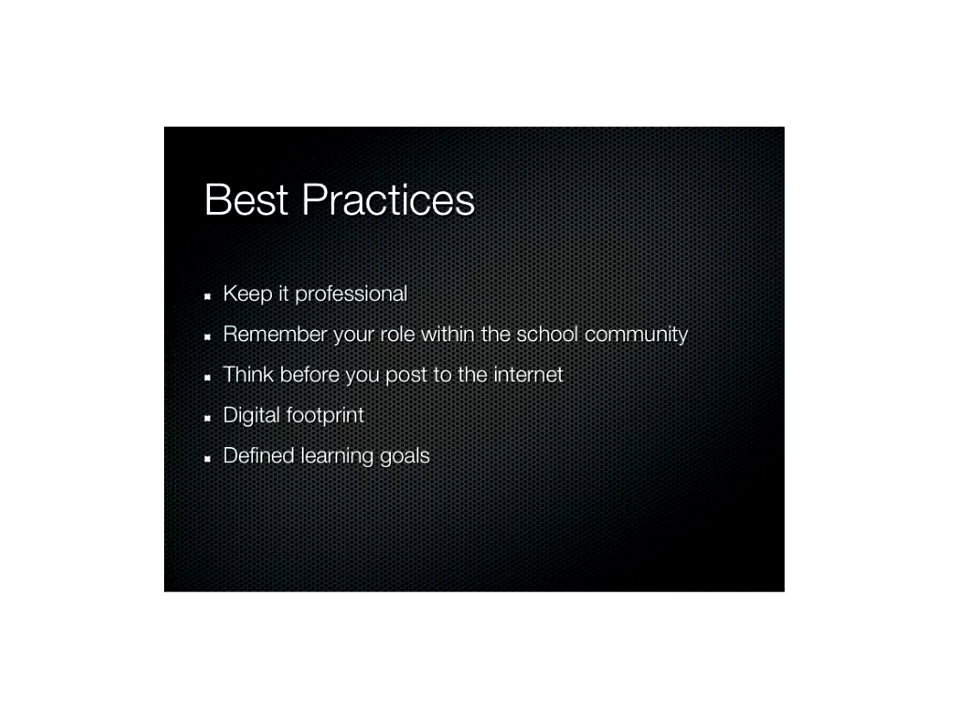 Best Practices
Keep it professional
Remember your role within the school community
Think before you post to the internet
Digital footprint
Defined learning goals